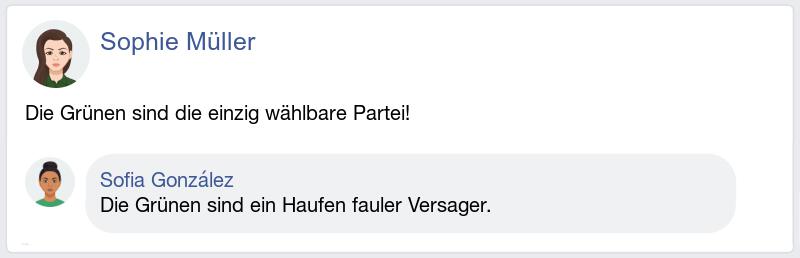 Sophie Müller
Die Grünen sind die einzig wählbare Partei!
Sofia González
Die Grünen sind ein Haufen fauler Versager.